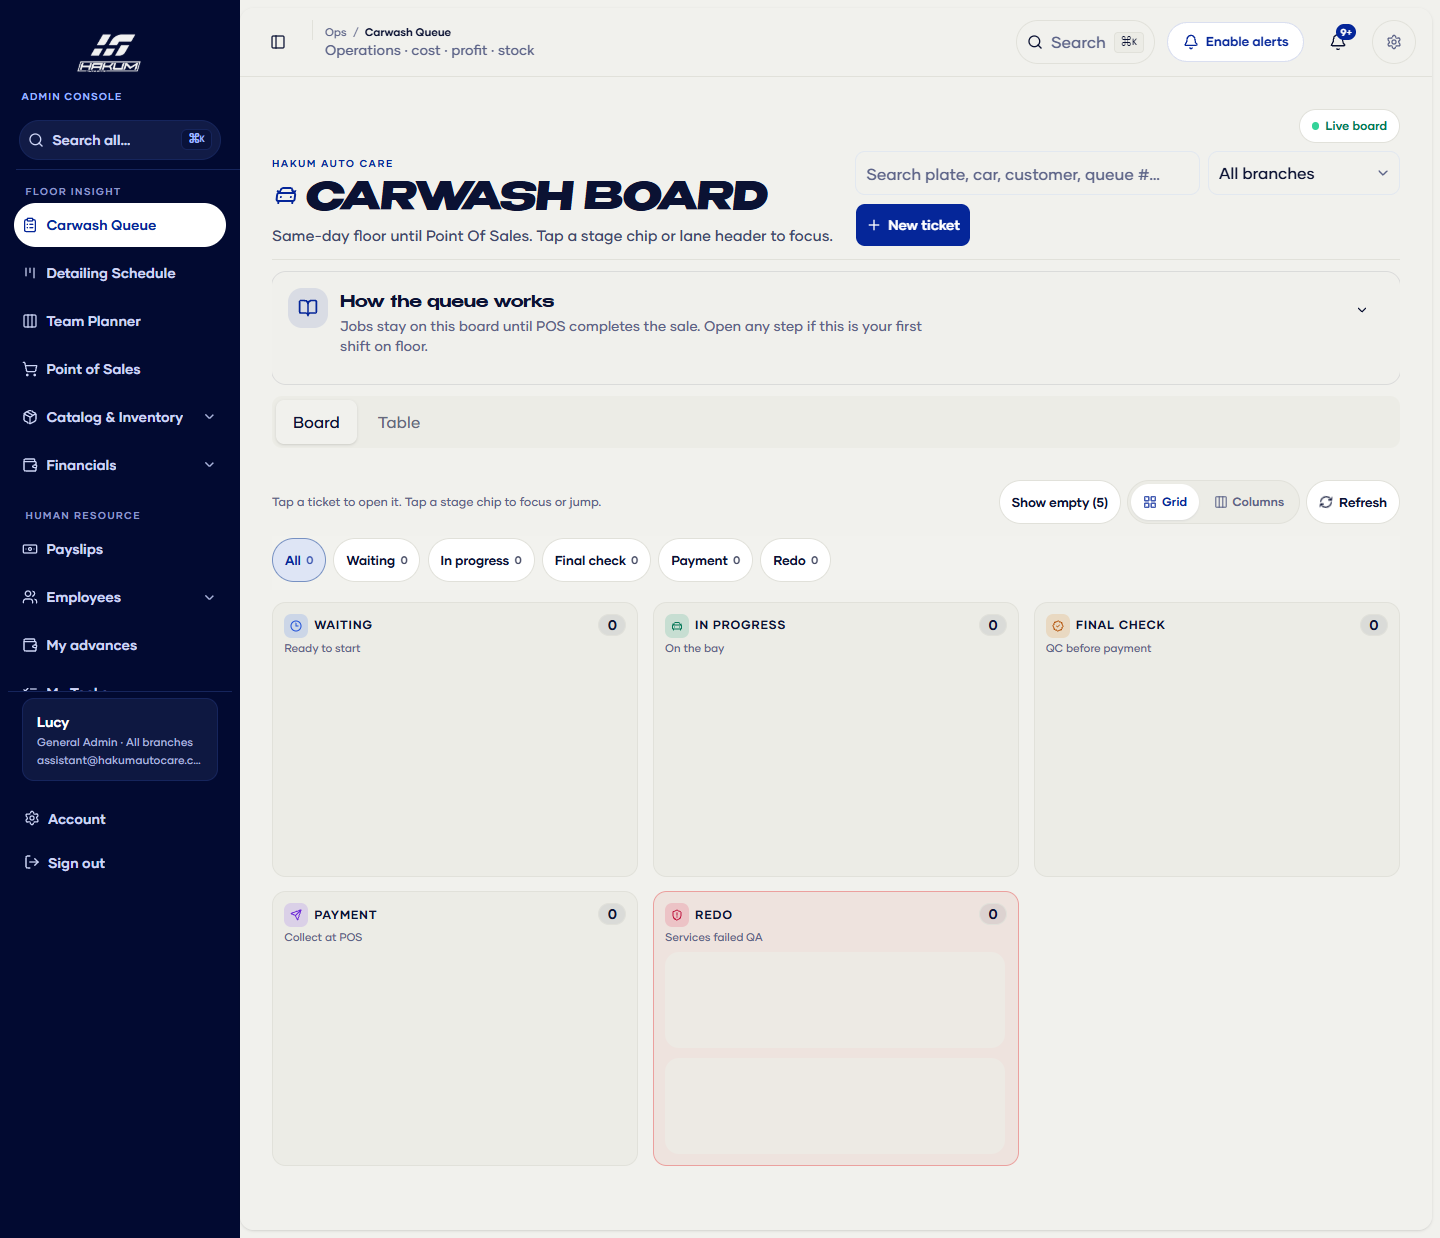 HAKUM
ADMIN CONSOLE
Search all... ⌘K
FLOOR INSIGHT
Carwash Queue
Detailing Schedule
Team Planner
Point of Sales
Catalog & Inventory
Financials
HUMAN RESOURCE
Payslips
Employees
My advances
Lucy
General Admin · All branches
assistant@hakumautocare.c...
Account
Sign out
Ops / Carwash Queue
Operations · cost · profit · stock
Search ⌘K
Enable alerts
9+
Live board
HAKUM AUTO CARE
CARWASH BOARD
Same-day floor until Point Of Sales. Tap a stage chip or lane header to focus.
Search plate, car, customer, queue #...
All branches
New ticket
How the queue works
Jobs stay on this board until POS completes the sale. Open any step if this is your first
shift on floor.
Board
Table
Tap a ticket to open it. Tap a stage chip to focus or jump.
Show empty (5)
Grid
Columns
Refresh
All 0
Waiting 0
In progress 0
Final check 0
Payment 0
Redo 0
WAITING 0
Ready to start
IN PROGRESS 0
On the bay
FINAL CHECK 0
QC before payment
PAYMENT 0
Collect at POS
REDO 0
Services failed QA